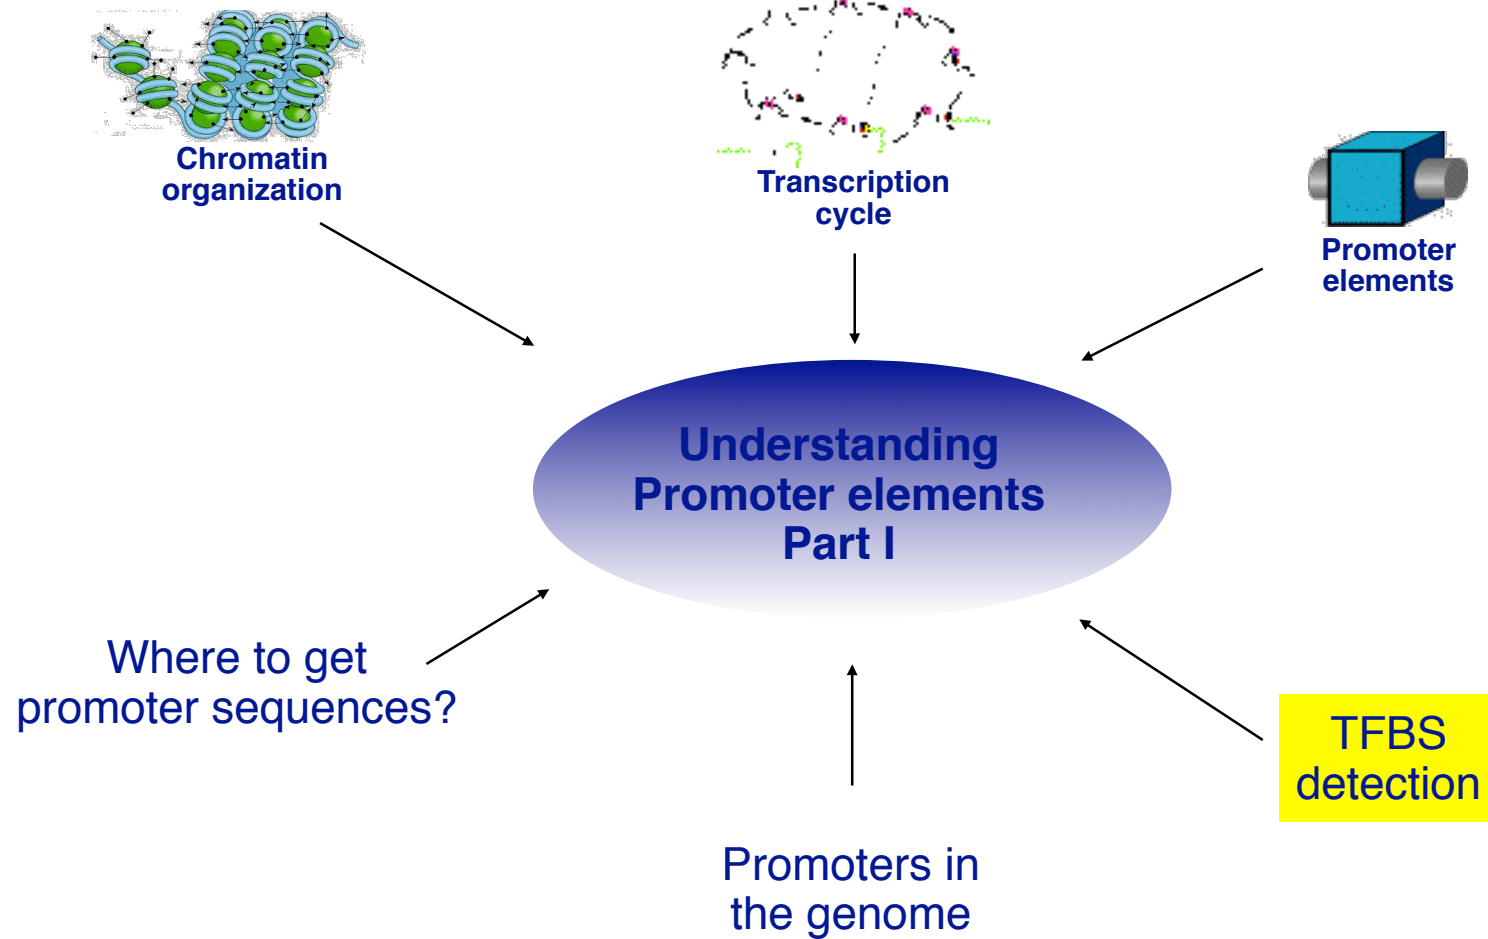 Chromatin
organization
Transcription
cycle
Promoter
elements
Understanding
Promoter elements
Part I
Where to get
promoter sequences?
TFBS
detection
Promoters in
the genome